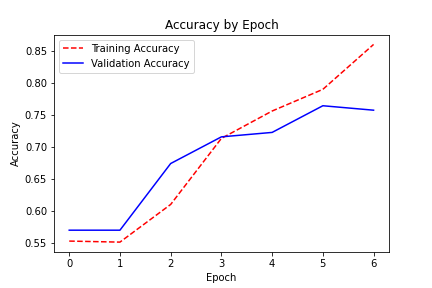 Accuracy by Epoch
Training Accuracy
Validation Accuracy
0.85
0.80
0.75
0.70
0.65
0.60
0.55
Accuracy
0 1 2 3 4 5 6
Epoch